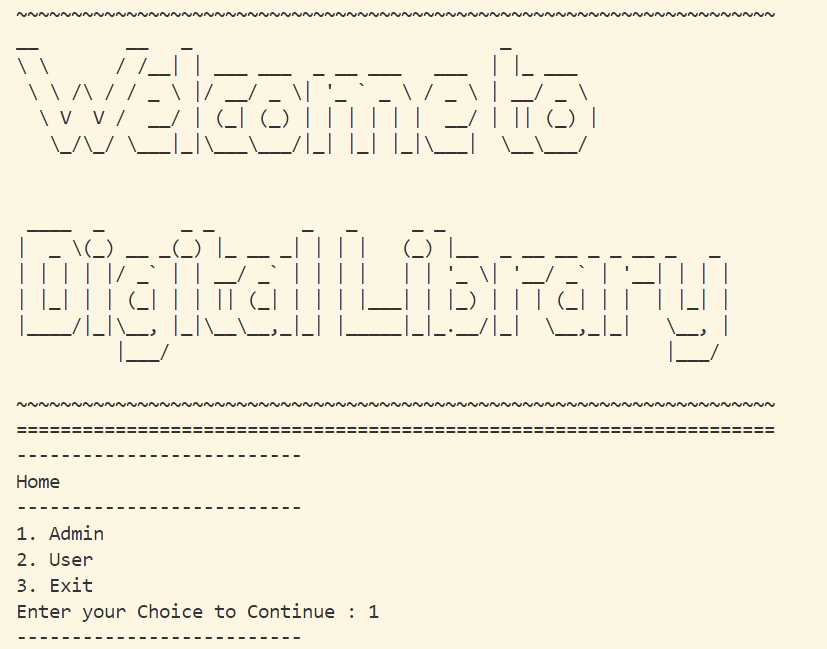 ~~~~~~~~~~~~~~~~~~~~~~~~~~~~~~~~~~~~~~~~~~~~~~~~~~~~~~~~~~~~~~~~~~~~~
Welcome to
Digital Library
~~~~~~~~~~~~~~~~~~~~~~~~~~~~~~~~~~~~~~~~~~~~~~~~~~~~~~~~~~~~~~~~~~~~~
=====================================================================
--------------------------
Home
--------------------------
1. Admin
2. User
3. Exit
Enter your Choice to Continue : 1
--------------------------